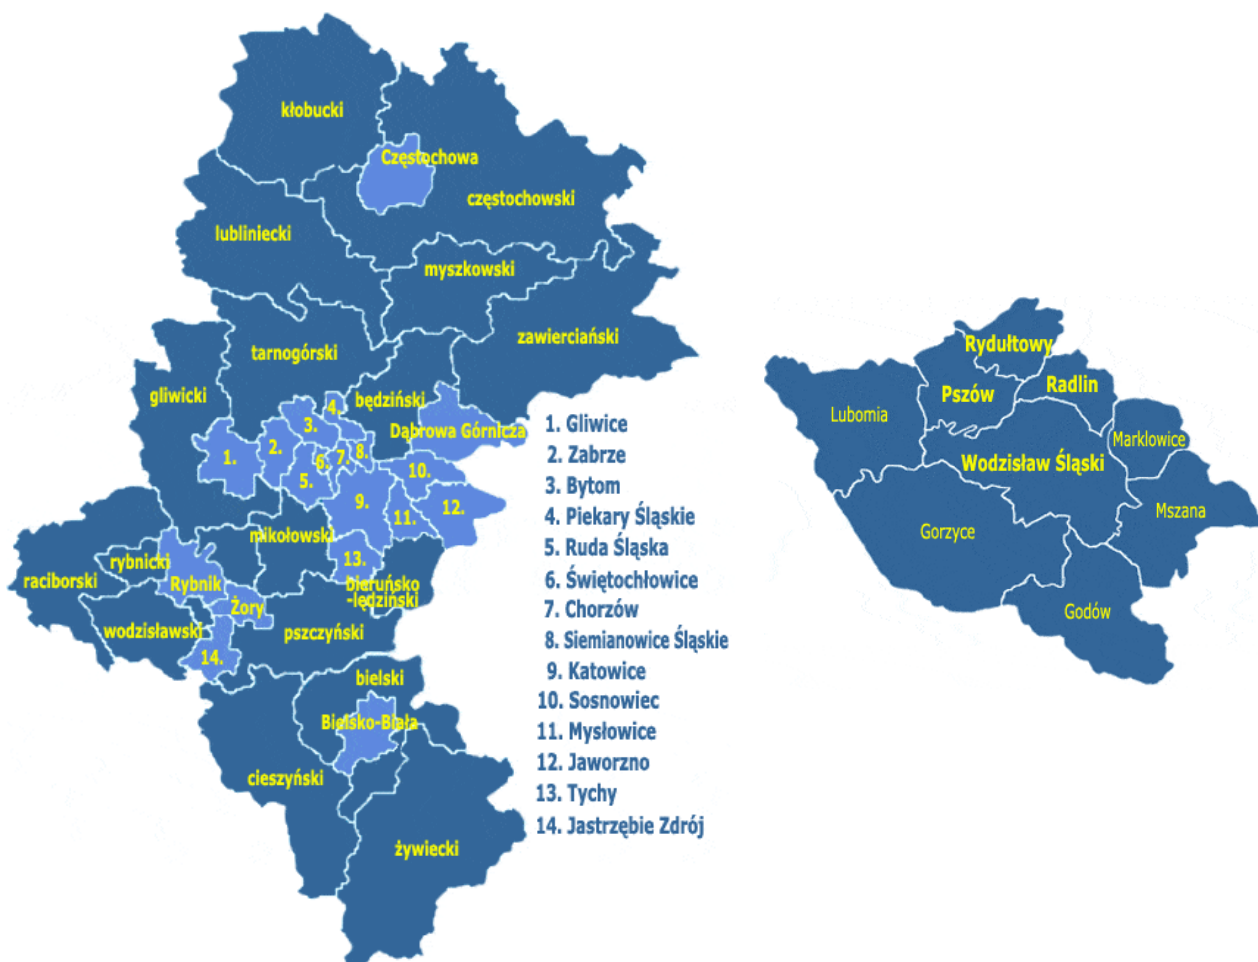 kłobucki
Częstochowa
częstochowski
lubliniecki
myszkowski
zawierciański
tarnogórski
gliwicki
będziński
4.
3.
Dąbrowa Górnicza
1.
2.
5.
6.
7.
8.
10.
9.
11.
12.
mikołowski
13.
rybnicki
raciborski
Rybnik
bieruńsko
-lędziński
Żory
wodzisławski
pszczyński
14.
bielski
Bielsko-Biała
cieszyński
żywiecki
1. Gliwice
2. Zabrze
3. Bytom
4. Piekary Śląskie
5. Ruda Śląska
6. Świętochłowice
7. Chorzów
8. Siemianowice Śląskie
9. Katowice
10. Sosnowiec
11. Mysłowice
12. Jaworzno
13. Tychy
14. Jastrzębie Zdrój
Rydułtowy
Pszów
Radlin
Lubomia
Marklowice
Wodzisław Śląski
Mszana
Gorzyce
Godów